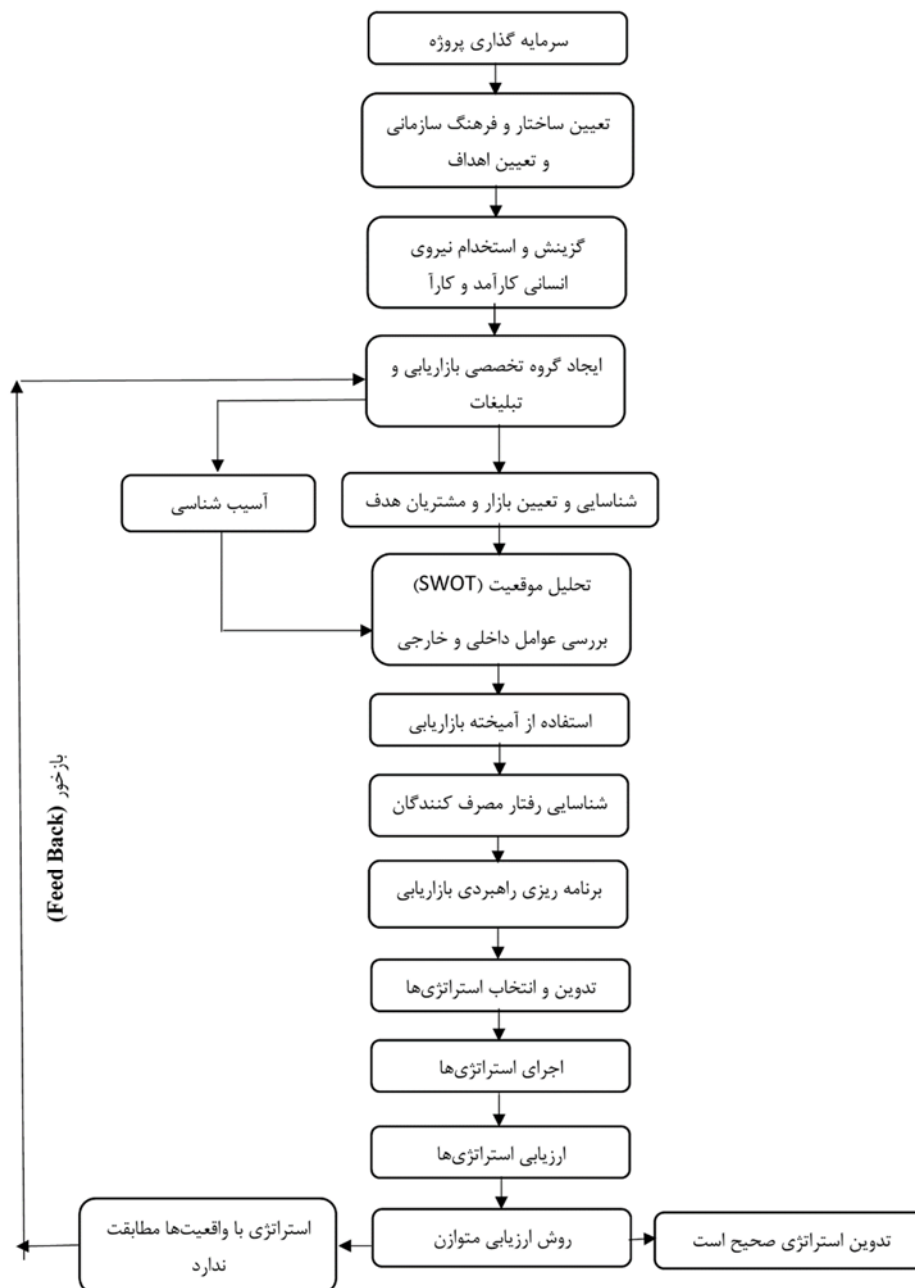 سرمایه گذاری پروژه
تعیین ساختار و فرهنگ سازمانی
و تعیین اهداف
گزینش و استخدام نیروی
انسانی کارآمد و کارآ
ایجاد گروه تخصصی بازاریابی و
تبلیغات
شناسایی و تعیین بازار و مشتریان هدف
آسیب شناسی
تحلیل موقعیت (SWOT)
بررسی عوامل داخلی و خارجی
استفاده از آمیخته بازاریابی
شناسایی رفتار مصرف کنندگان
برنامه ریزی راهبردی بازاریابی
تدوین و انتخاب استراتژی‌ها
اجرای استراتژی‌ها
ارزیابی استراتژی‌ها
روش ارزیابی متوازن
تدوین استراتژی صحیح است
استراتژی با واقعیت‌ها مطابقت
ندارد
بازخور (Feed Back)